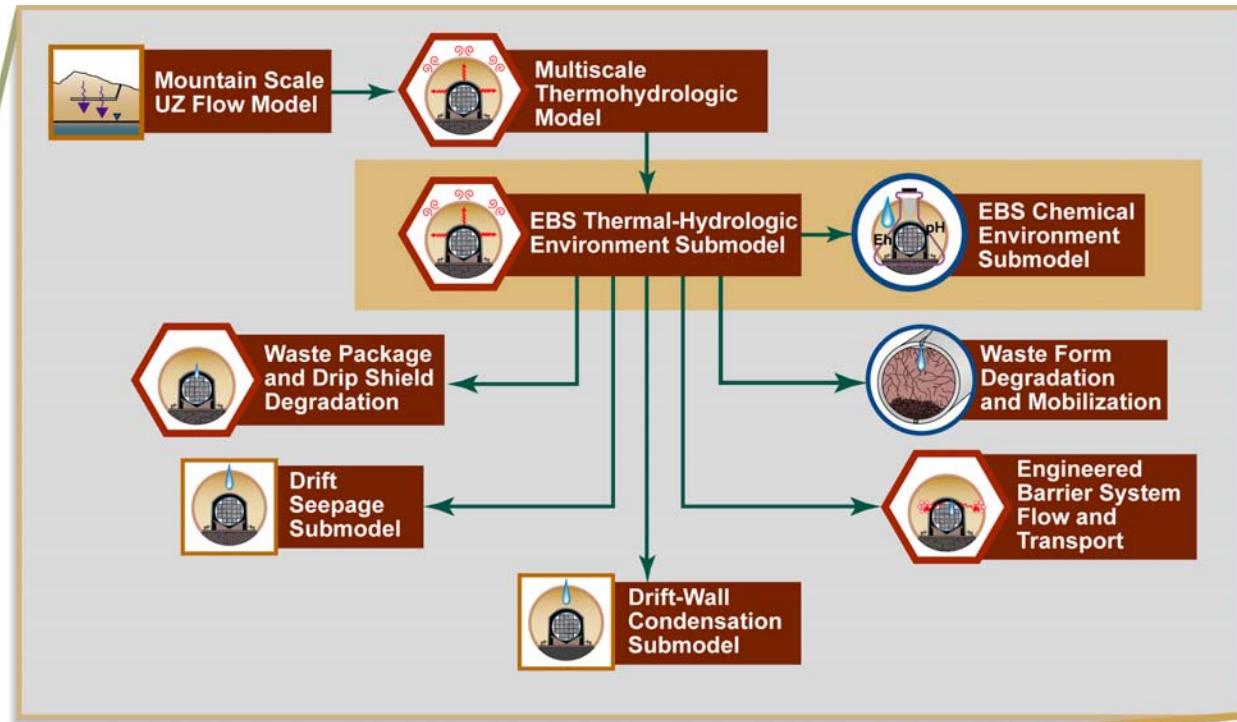 Mountain Scale
UZ Flow Model
Multiscale
Thermohydrologic
Model
EBS Thermal-Hydrologic
Environment Submodel
Eh
pH
EBS Chemical
Environment
Submodel
Waste Package
and Drip Shield
Degradation
Waste Form
Degradation
and Mobilization
Drift
Seepage
Submodel
Engineered
Barrier System
Flow and
Transport
Drift-Wall
Condensation
Submodel